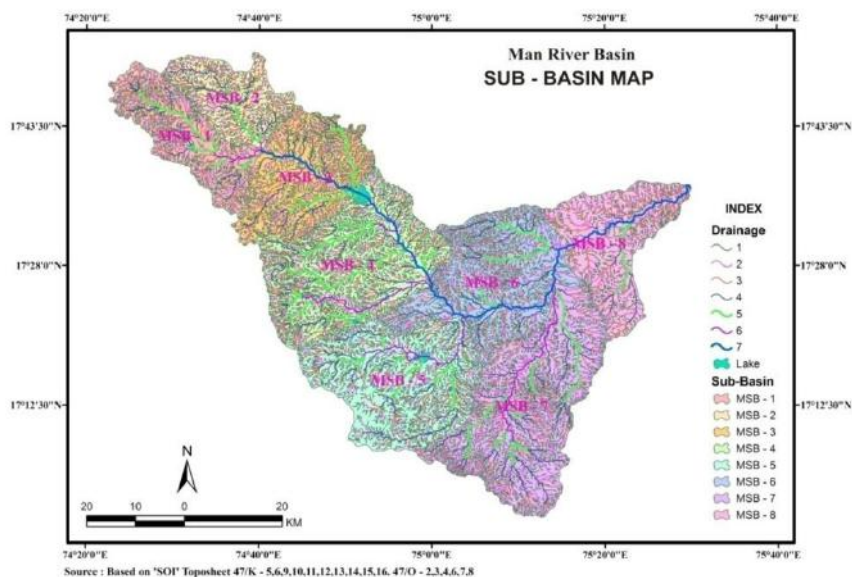 74°20'0"E 74°40'0"E 75°0'0"E 75°20'0"E 75°40'0"E
Man River Basin
SUB - BASIN MAP
MSB - 2
17°43'30"N 17°43'30"N
MSB - 1
MSB - 3
INDEX
Drainage
MSB - 8
1
2
17°28'0"N 17°28'0"N
MSB - 4
3
MSB - 6
4
5
6
7
Lake
Sub-Basin
MSB - 5
MSB - 1
17°12'30"N 17°12'30"N
MSB - 7
MSB - 2
MSB - 3
MSB - 4
MSB - 5
N
MSB - 6
MSB - 7
20 10 0 20
KM
MSB - 8
74°20'0"E 74°40'0"E 75°0'0"E 75°20'0"E 75°40'0"E
Source : Based on 'SOI' Toposheet 47/K - 5,6,9,10,11,12,13,14,15,16. 47/O - 2,3,4,6,7,8